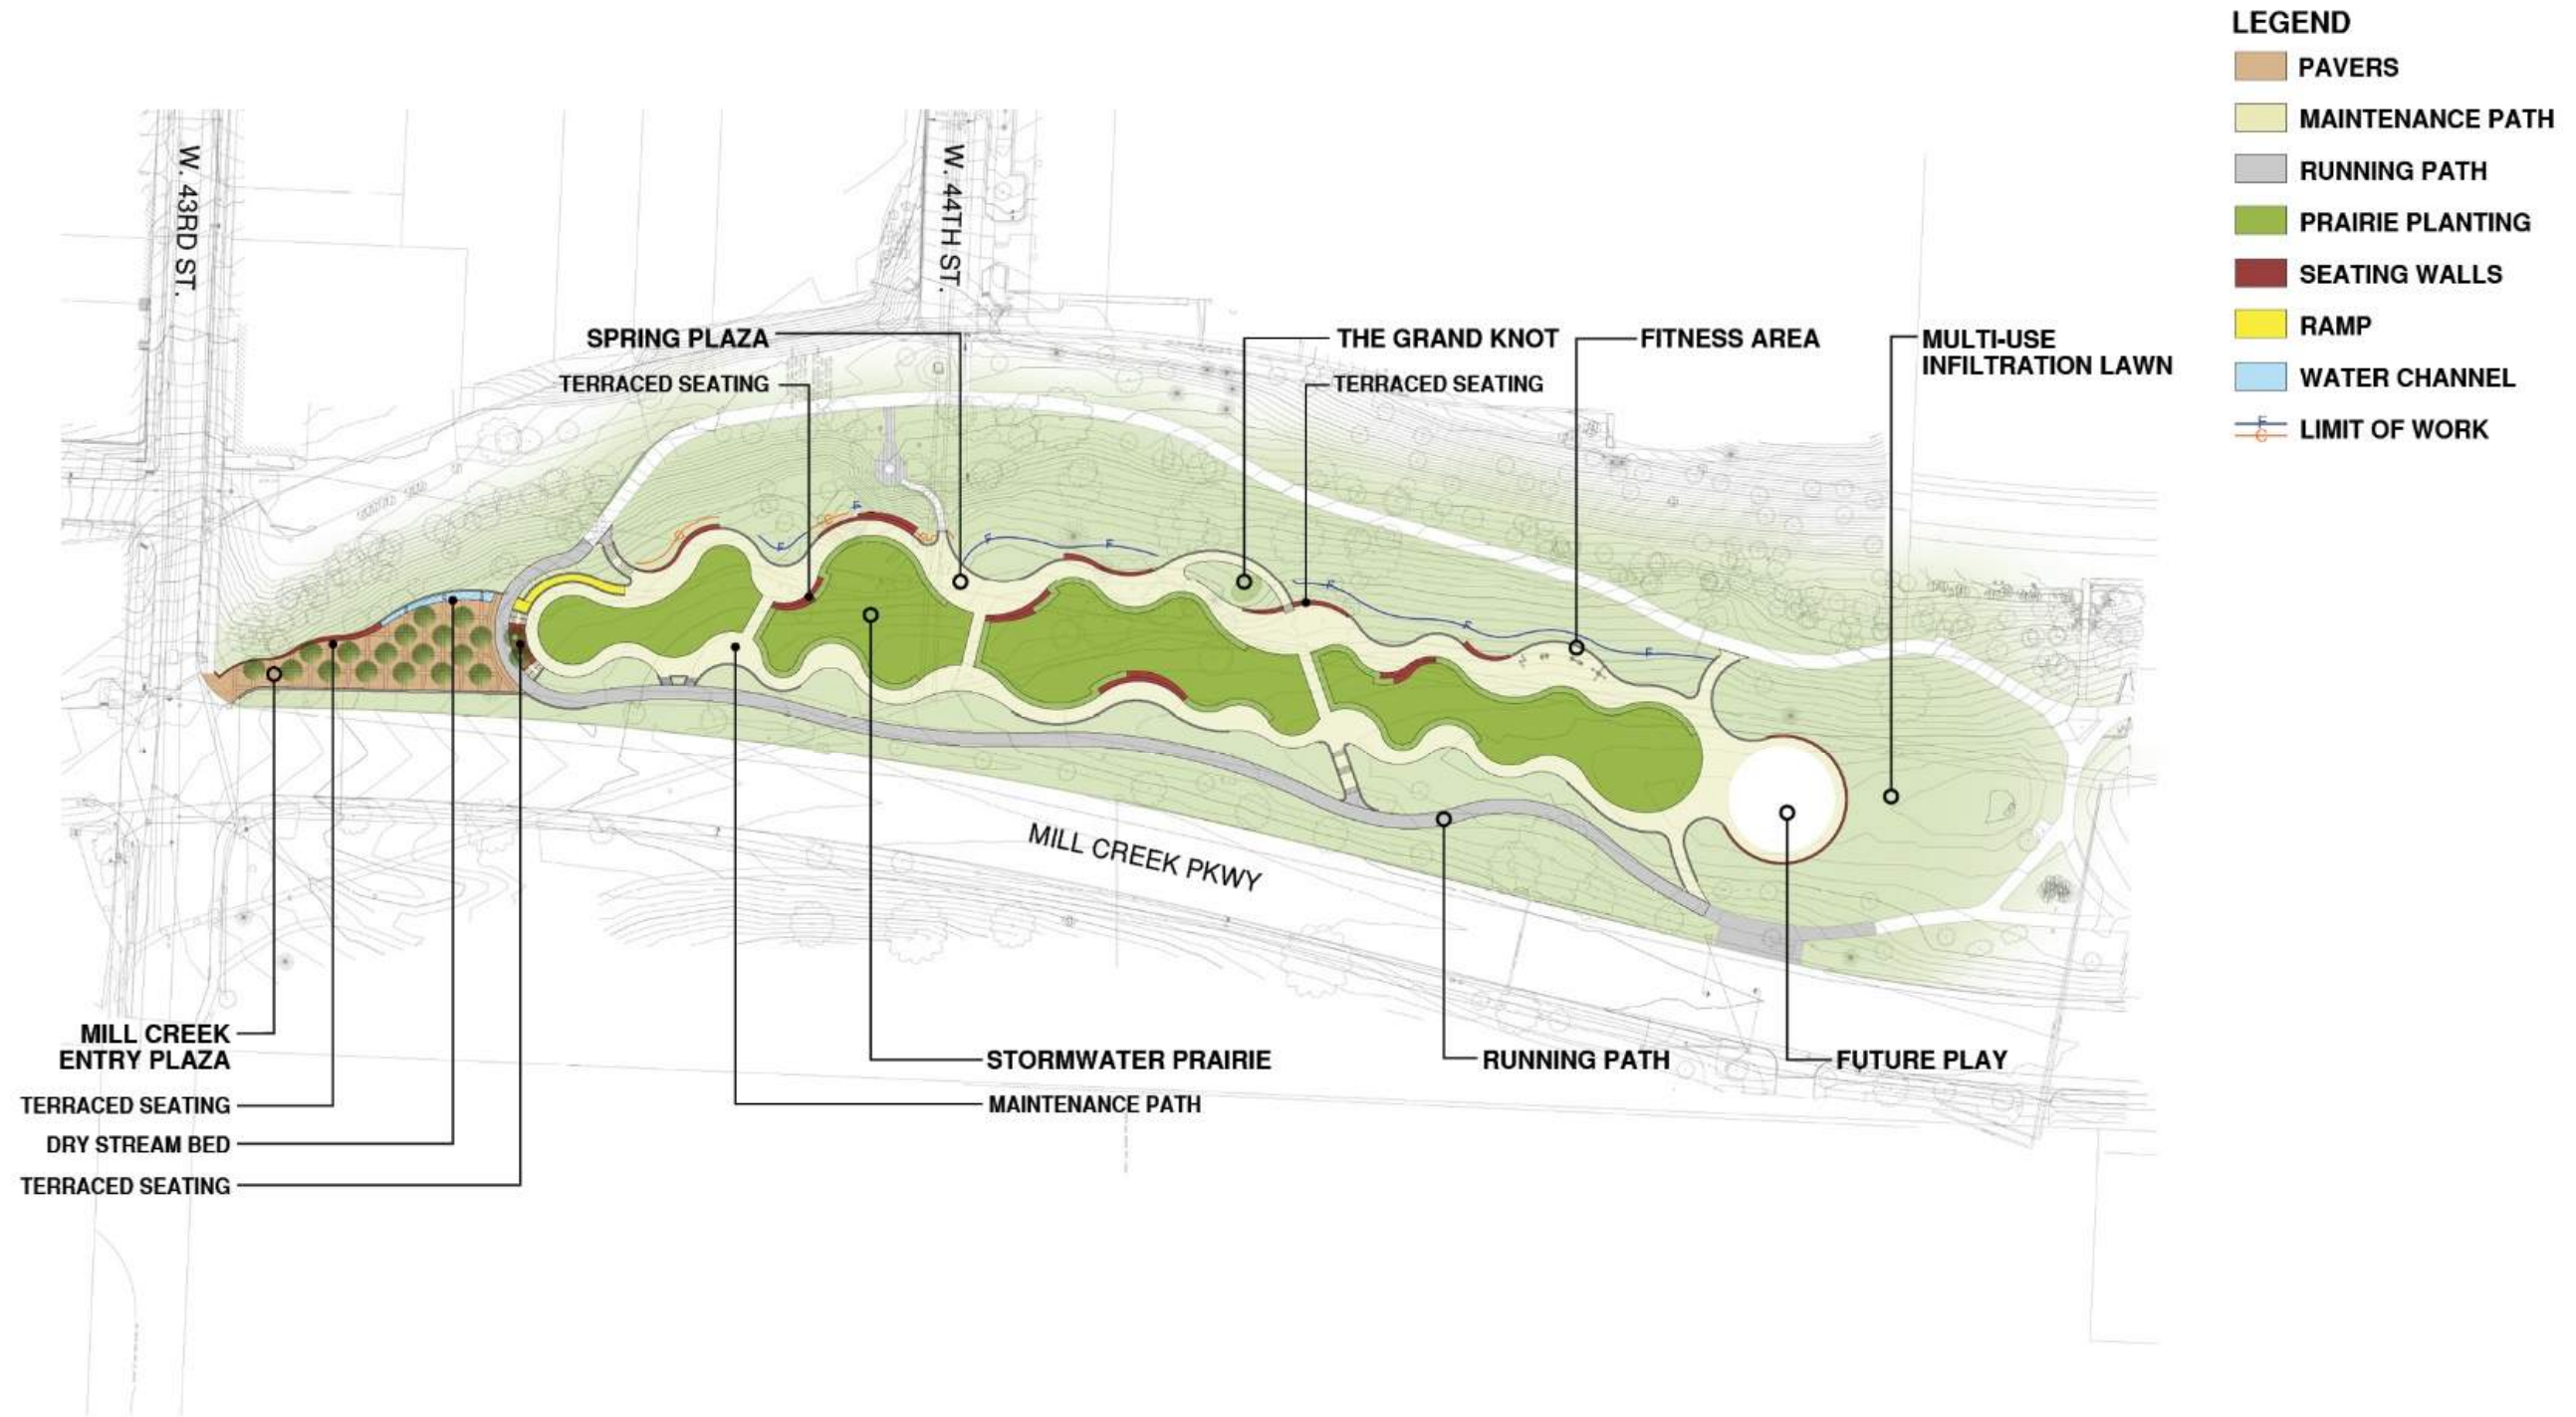 LEGEND
PAVERS
MAINTENANCE PATH
RUNNING PATH
PRAIRIE PLANTING
SEATING WALLS
RAMP
WATER CHANNEL
F
C
LIMIT OF WORK
W. 43RD ST.
W. 44TH ST.
SPRING PLAZA
TERRACED SEATING
THE GRAND KNOT
TERRACED SEATING
FITNESS AREA
MULTI-USE
INFILTRATION LAWN
MILL CREEK PKWY
MILL CREEK
ENTRY PLAZA
TERRACED SEATING
DRY STREAM BED
TERRACED SEATING
STORMWATER PRAIRIE
MAINTENANCE PATH
RUNNING PATH
FUTURE PLAY